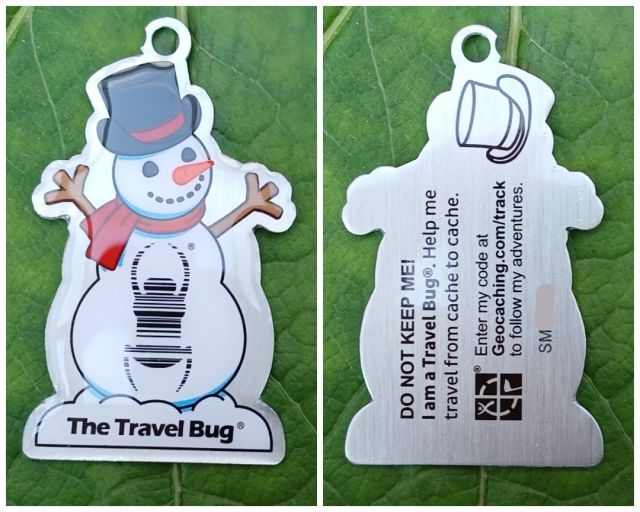 ®
The Travel Bug®
DO NOT KEEP ME!
I am a Travel Bug®. Help me
travel from cache to cache.
Enter my code at
Geocaching.com/track
to follow my adventures.
®
SM